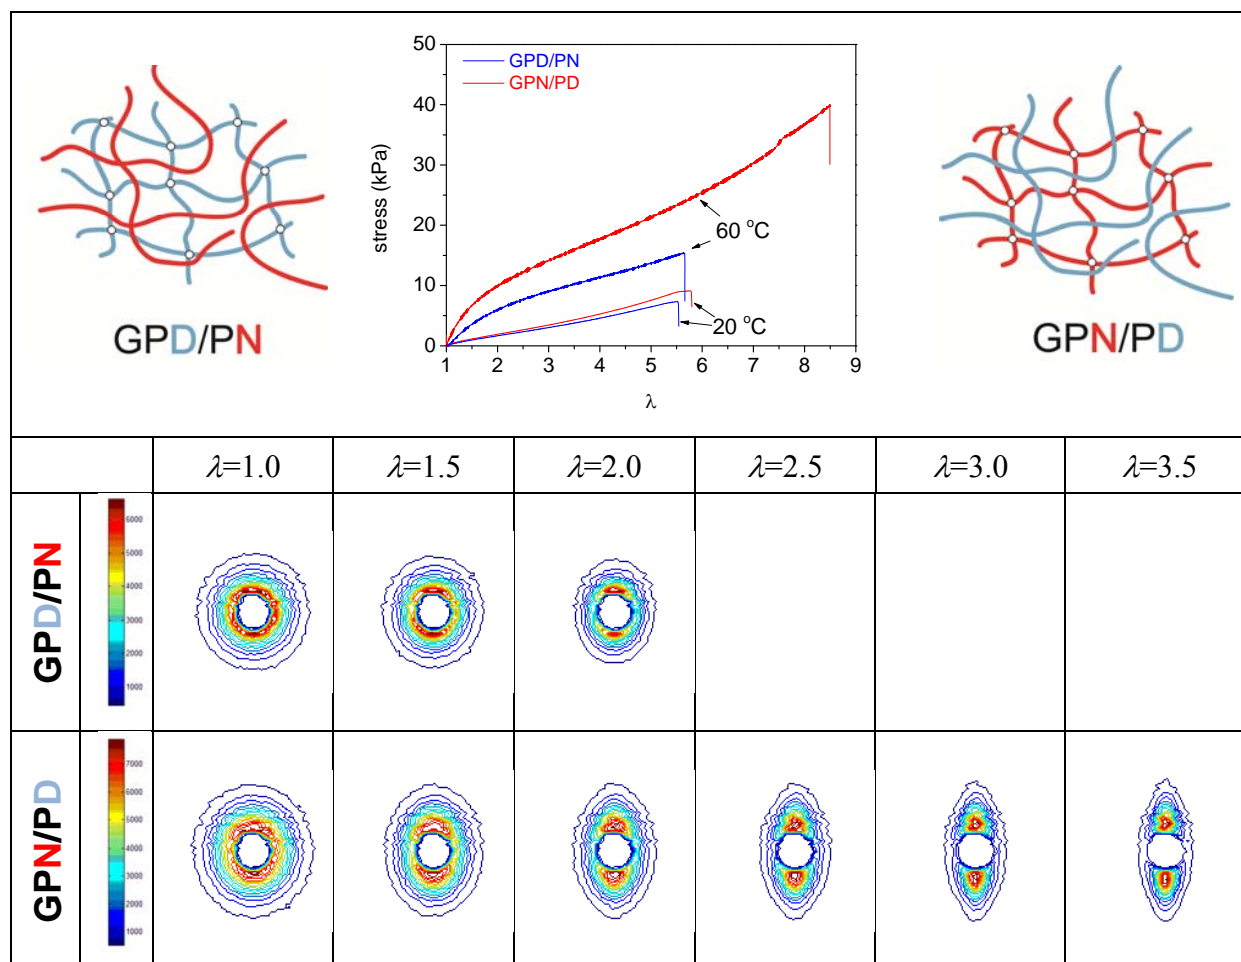 50
40
30
20
10
0
stress (kPa)
GPD/PN
GPN/PD
60 °C
20 °C
1 2 3 4 5 6 7 8 9
λ
GPD/PN
GPN/PD
λ=1.0 λ=1.5 λ=2.0 λ=2.5 λ=3.0 λ=3.5
GPD/PN
6000
5000
4000
3000
2000
1000
GPN/PD
7000
6000
5000
4000
3000
2000
1000